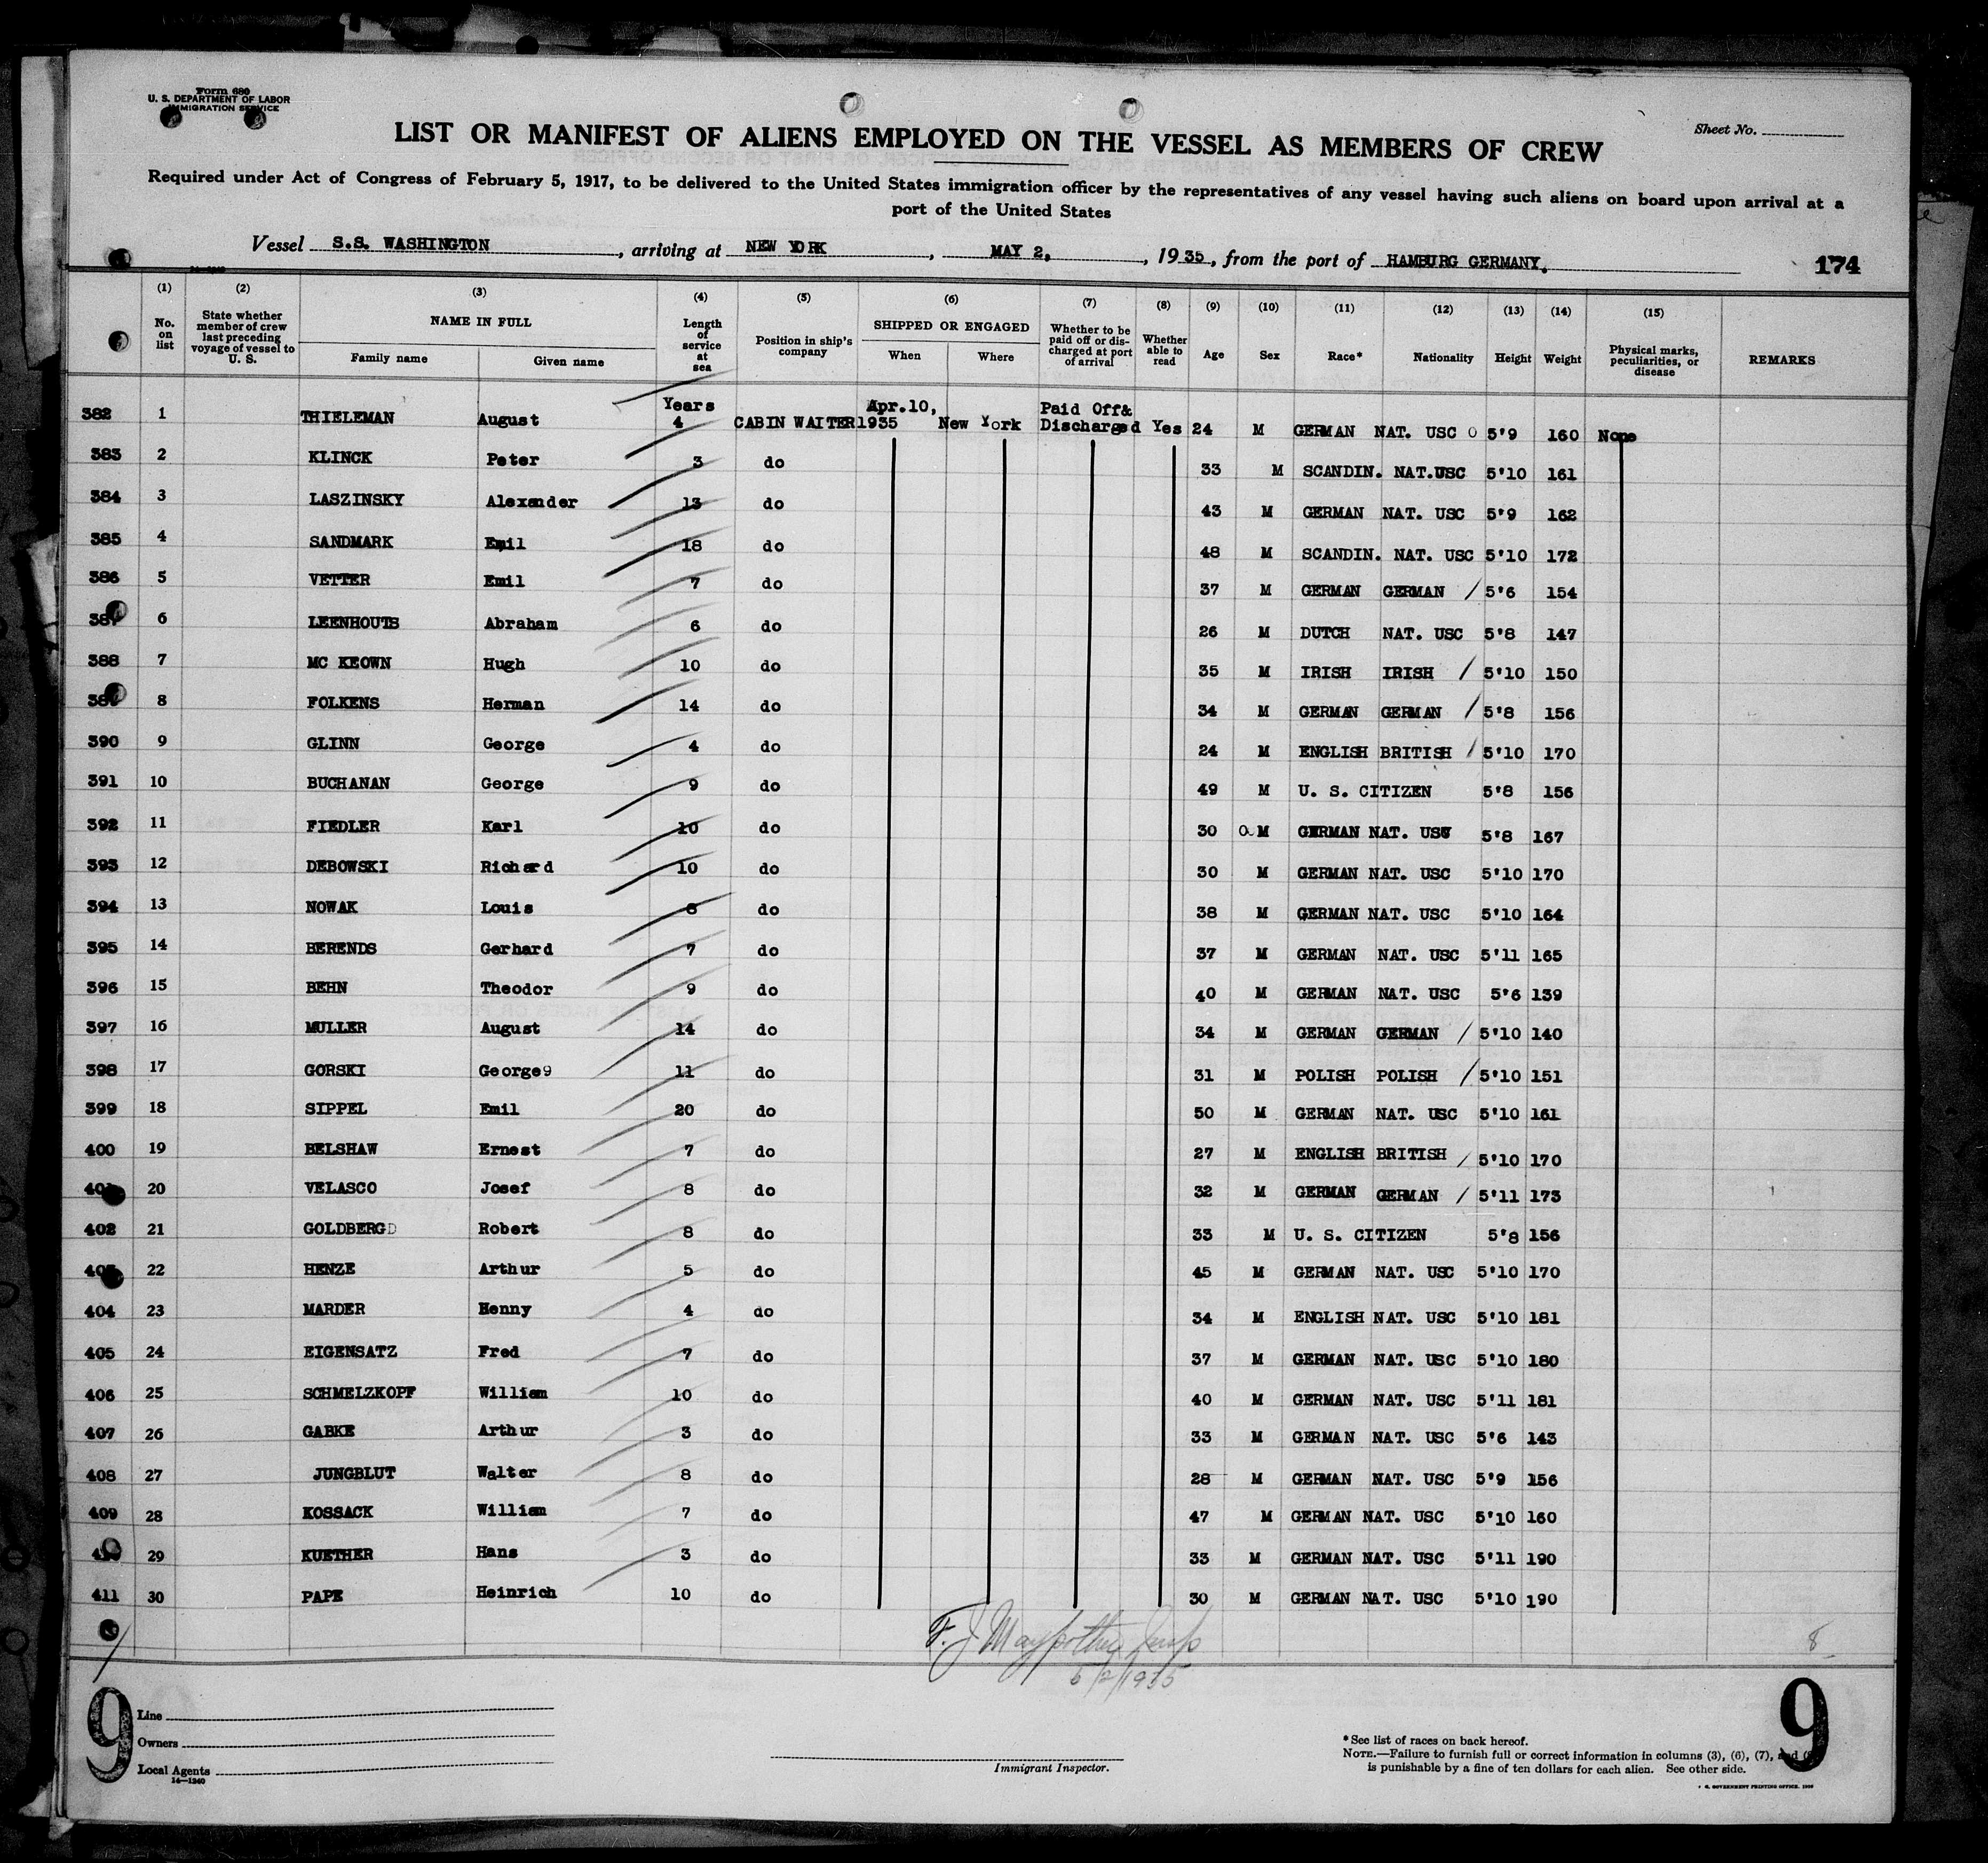 Form 680
U. S. DEPARTMENT OF LABOR
IMMIGRATION SERVICE
Sheet No.
LIST OR MANIFEST OF ALIENS EMPLOYED ON THE VESSEL AS MEMBERS OF CREW
Required under Act of Congress of February 5, 1917, to be delivered to the United States immigration officer by the representatives of any vessel having such aliens on board upon arrival at a
port of the United States
Vessel S.S. WASHINGTON, arriving at NEW YORK, MAY 2, 1935, from the port of HAMBURG GERMANY. 174
(1) No. on list
(2) State whether member of crew last preceding voyage of vessel to U. S.
(3) NAME IN FULL Family name Given name
(4) Length of service at sea
(5) Position in ship's company
(6) SHIPPED OR ENGAGED When Where
(7) Whether to be paid off or discharged at port of arrival
(8) Whether able to read
(9) Age
(10) Sex
(11) Race*
(12) Nationality
(13) Height
(14) Weight
(15) Physical marks, peculiarities, or disease
REMARKS
382 1 THIELEMAN August Years 4 CABIN WAITER Apr.10, 1935 New York Paid Off& Discharged Yes 24 M GERMAN NAT. USC 5'9 160 None
383 2 KLINCK Peter 3 do 33 M SCANDIN. NAT.USC 5'10 161
384 3 LASZINSKY Alexander 13 do 43 M GERMAN NAT. USC 5'9 162
385 4 SANDMARK Emil 18 do 48 M SCANDIN. NAT. USC 5'10 172
386 5 VETTER Emil 7 do 37 M GERMAN GERMAN / 5'6 154
387 6 LEENHOUTS Abraham 6 do 26 M DUTCH NAT. USC 5'8 147
388 7 MC KEOWN Hugh 10 do 35 M IRISH IRISH / 5'10 150
389 8 FOLKENS Herman 14 do 34 M GERMAN GERMAN / 5'8 156
390 9 GLINN George 4 do 24 M ENGLISH BRITISH / 5'10 170
391 10 BUCHANAN George 9 do 49 M U. S. CITIZEN 5'8 156
392 11 FIEDLER Karl 10 do 30 M GERMAN NAT. USC 5'8 167
393 12 DEBOWSKI Richard 10 do 30 M GERMAN NAT. USC 5'10 170
394 13 NOWAK Louis 8 do 38 M GERMAN NAT. USC 5'10 164
395 14 BERENDS Gerhard 7 do 37 M GERMAN NAT. USC 5'11 165
396 15 BEHN Theodor 9 do 40 M GERMAN NAT. USC 5'6 139
397 16 MULLER August 14 do 34 M GERMAN GERMAN / 5'10 140
398 17 GORSKI George9 11 do 31 M POLISH POLISH / 5'10 151
399 18 SIPPEL Emil 20 do 50 M GERMAN NAT. USC 5'10 161
400 19 BELSHAW Ernest 7 do 27 M ENGLISH BRITISH / 5'10 170
401 20 VELASCO Josef 8 do 32 M GERMAN GERMAN / 5'11 173
402 21 GOLDBERGD Robert 8 do 33 M U. S. CITIZEN 5'8 156
403 22 HENZE Arthur 5 do 45 M GERMAN NAT. USC 5'10 170
404 23 MARDER Henny 4 do 34 M ENGLISH NAT. USC 5'10 181
405 24 EIGENSATZ Fred 7 do 37 M GERMAN NAT. USC 5'10 180
406 25 SCHMELZKOPF William 10 do 40 M GERMAN NAT. USC 5'11 181
407 26 GABKE Arthur 3 do 33 M GERMAN NAT. USC 5'6 143
408 27 JUNGBLUT Walter 8 do 28 M GERMAN NAT. USC 5'9 156
409 28 KOSSACK William 7 do 47 M GERMAN NAT. USC 5'10 160
410 29 KUETHER Hans 3 do 33 M GERMAN NAT. USC 5'11 190
411 30 PAPE Heinrich 10 do 30 M GERMAN NAT. USC 5'10 190
F. J.
5/2/1935
8
9 9
Line
Owners
Local Agents
14—1240
Immigrant Inspector.
* See list of races on back hereof.
NOTE.—Failure to furnish full or correct information in columns (3), (6), (7), and
is punishable by a fine of ten dollars for each alien. See other side.
GOVERNMENT PRINTING OFFICE